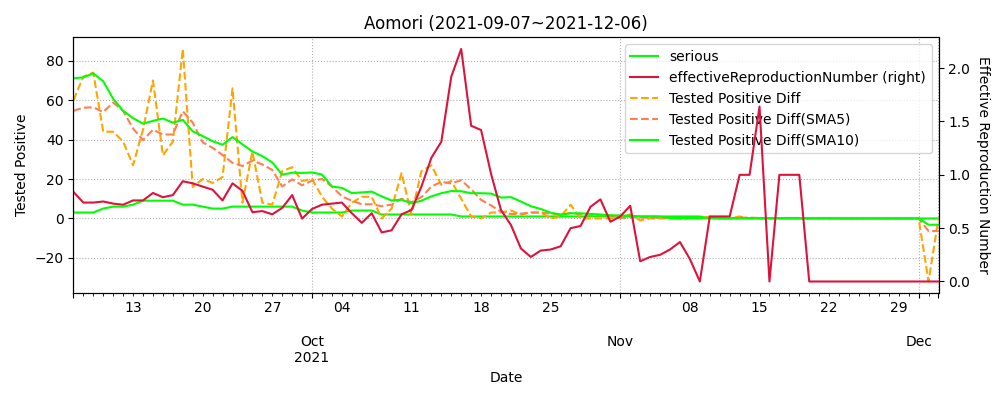 Aomori (2021-09-07~2021-12-06)
serious
effectiveReproductionNumber (right)
Tested Positive Diff
Tested Positive Diff(SMA5)
Tested Positive Diff(SMA10)
Tested Positive
80
60
40
20
0
−20
2.0
1.5
1.0
0.5
0.0
Effective Reproduction Number
13 20 27 04 11 18 25 08 15 22 29
Oct Nov Dec
2021
Date